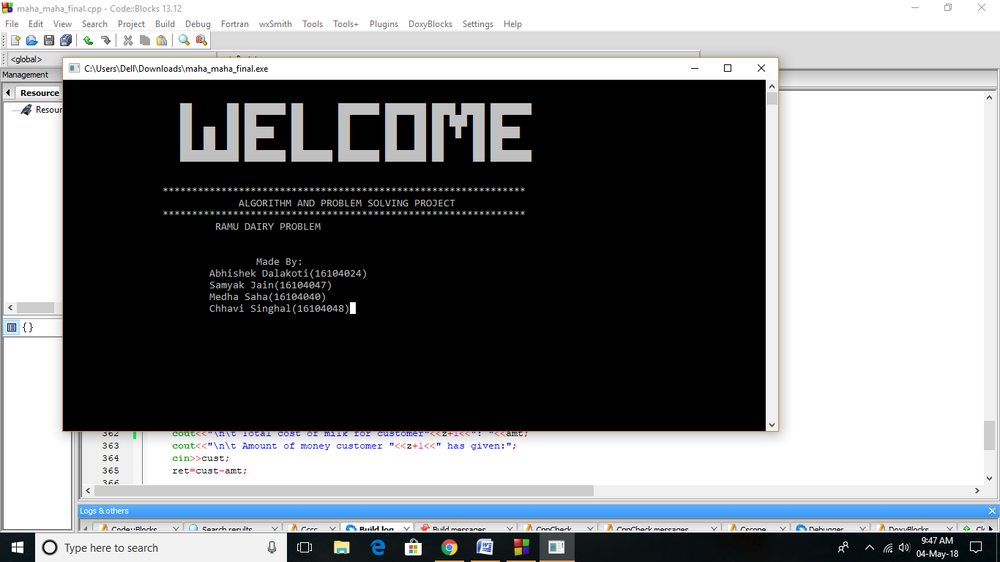 maha_maha_final.cpp - Code::Blocks 13.12
File Edit View Search Project Build Debug Fortran wxSmith Tools Tools+ Plugins DoxyBlocks Settings Help
<global>
Management
Resource
Resour
C:\Users\Dell\Downloads\maha_maha_final.exe
WELCOME
**************************************************************
ALGORITHM AND PROBLEM SOLVING PROJECT
**************************************************************
RAMU DAIRY PROBLEM
Made By:
Abhishek Dalakoti(16104024)
Samyak Jain(16104047)
Medha Saha(16104040)
Chhavi Singhal(16104048)
{}
362 cout<<"\n\t Total cost of milk for customer"<<z+1<<": "<<amt;
363 cout<<"\n\t Amount of money customer "<<z+1<<" has given:";
364 cin>>cust;
365 ret=cust-amt;
366
Logs & others
Code::Blocks Search results Cccc Build log Build messages CppCheck CppCheck messages Cscope Debugger DoxyBlocks
Type here to search
9:47 AM
04-May-18